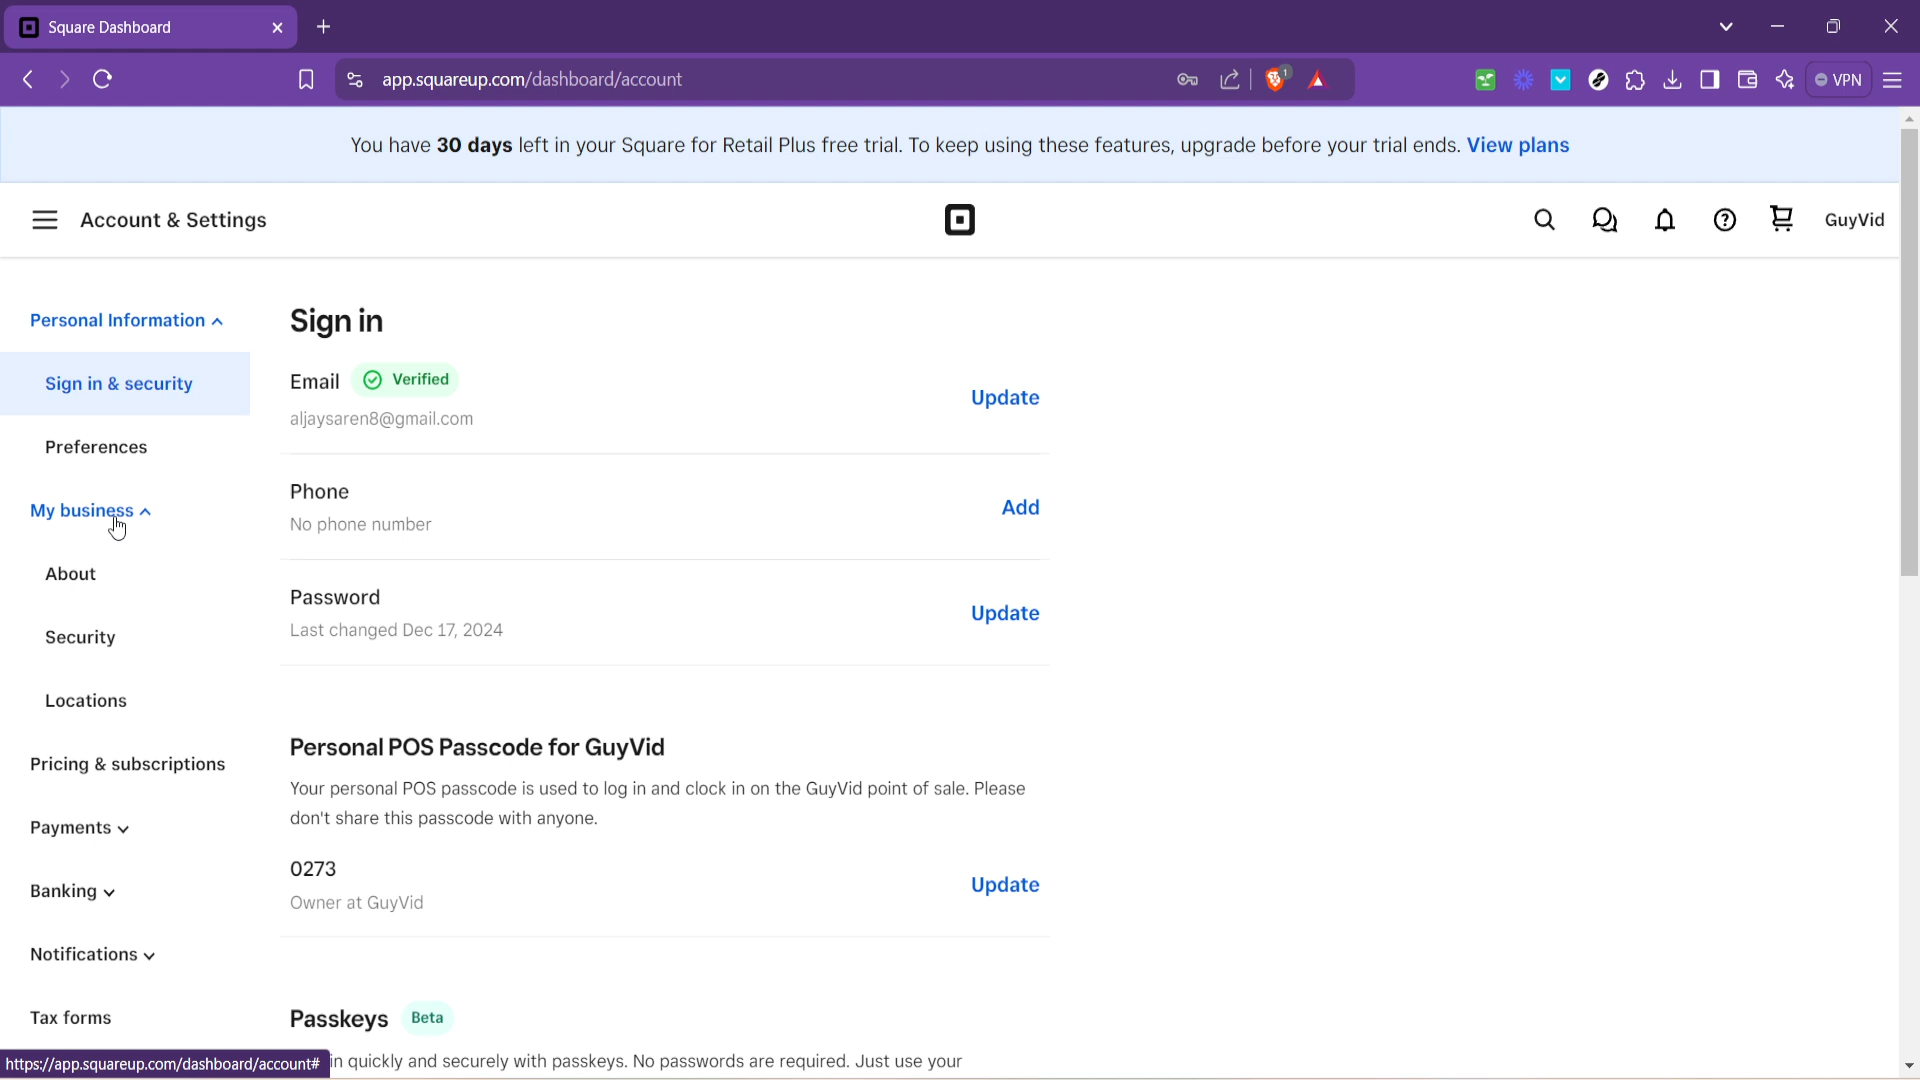 Square Dashboard
app.squareup.com/dashboard/account
1
VPN
You have 30 days left in your Square for Retail Plus free trial. To keep using these features, upgrade before your trial ends. View plans
Account & Settings
GuyVid
Personal Information
Sign in & security
Preferences
My business
About
Security
Locations
Pricing & subscriptions
Payments
Banking
Notifications
Tax forms
Sign in
Email
Verified
aljaysaren8@gmail.com
Update
Phone
No phone number
Add
Password
Last changed Dec 17, 2024
Update
Personal POS Passcode for GuyVid
Your personal POS passcode is used to log in and clock in on the GuyVid point of sale. Please
don't share this passcode with anyone.
0273
Owner at GuyVid
Update
Passkeys
Beta
in quickly and securely with passkeys. No passwords are required. Just use your
https://app.squareup.com/dashboard/account#